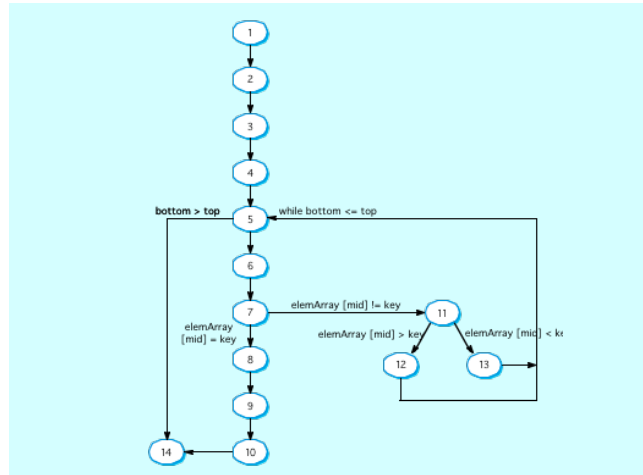 1
2
3
4
bottom > top
while bottom <= top
5
6
7
elemArray [mid] != key
11
elemArray
[mid] = key
elemArray [mid] > key
elemArray [mid] < ke
8
12
13
9
14
10